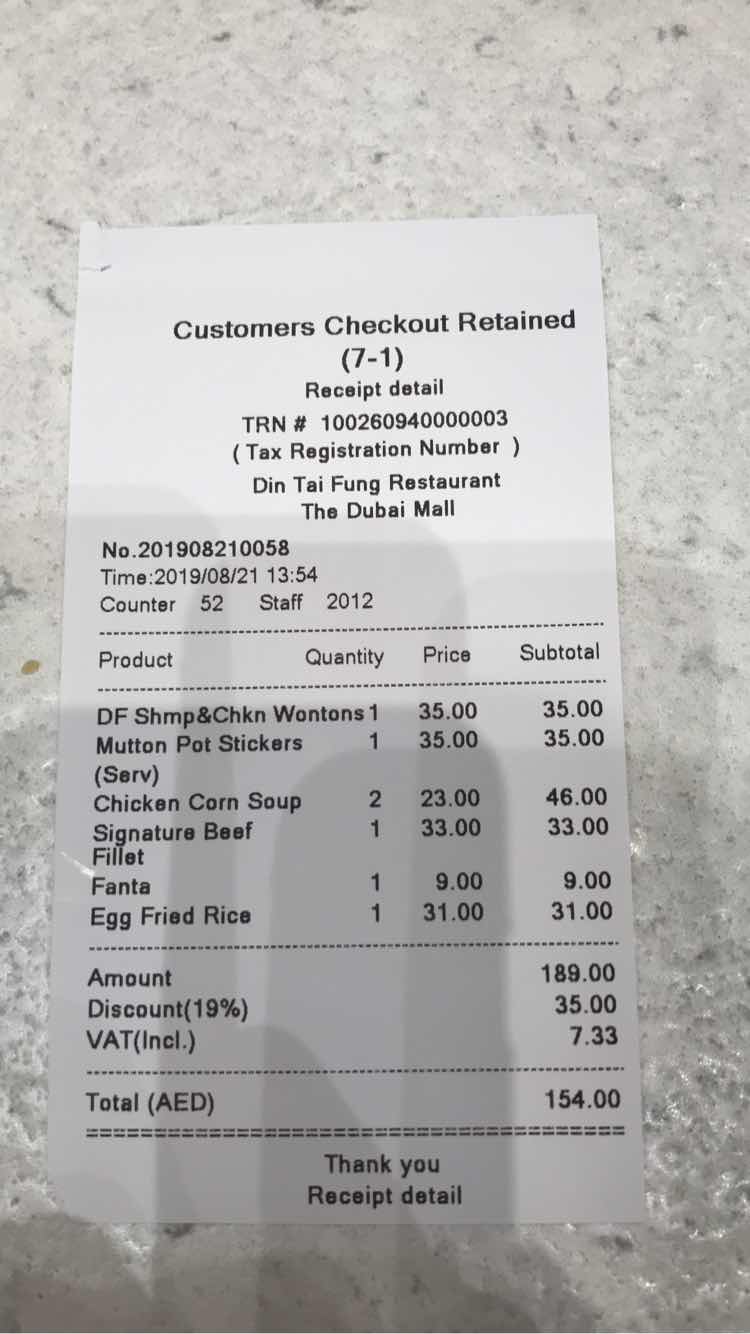 Customers Checkout Retained
(7-1)
Receipt detail
TRN # 100260940000003
( Tax Registration Number )
Din Tai Fung Restaurant
The Dubai Mall
No.201908210058
Time:2019/08/21 13:54
Counter 52 Staff 2012
Product Quantity Price Subtotal
DF Shmp&Chkn Wontons 1 35.00 35.00
Mutton Pot Stickers 1 35.00 35.00
(Serv)
Chicken Corn Soup 2 23.00 46.00
Signature Beef 1 33.00 33.00
Fillet
Fanta 1 9.00 9.00
Egg Fried Rice 1 31.00 31.00
Amount 189.00
Discount(19%) 35.00
VAT(Incl.) 7.33
Total (AED) 154.00
Thank you
Receipt detail